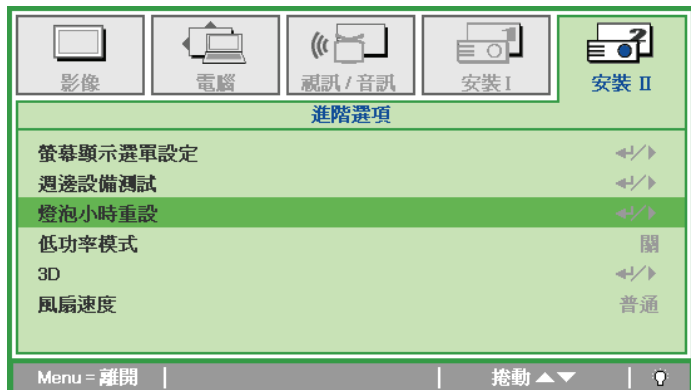 影像
電腦
視訊 / 音訊
安裝 I
安裝 II
進階選項
螢幕顯示選單設定
週邊設備測試
燈泡小時重設
低功率模式 關
3D
風扇速度 普通
Menu = 離開 捲動